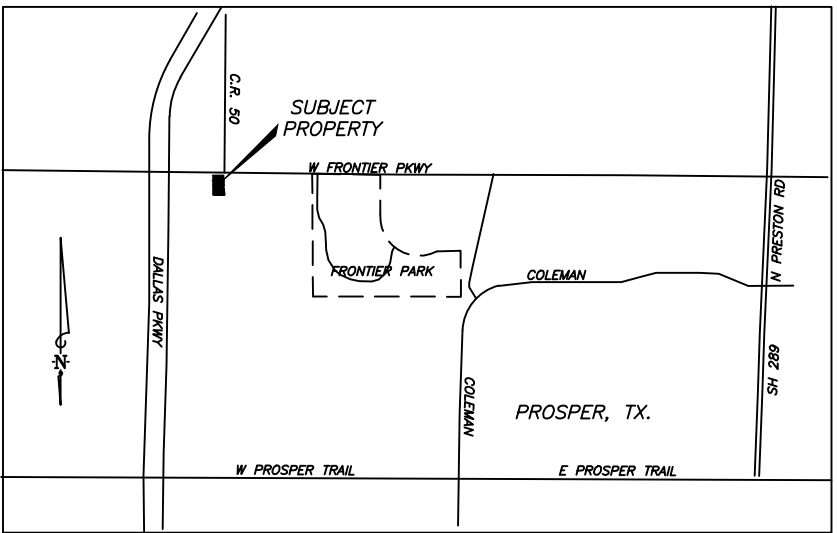 C.R. 50
SUBJECT
PROPERTY
W FRONTIER PKWY
N PRESTON RD
DALLAS PKWY
FRONTIER PARK
COLEMAN
N
SH 289
COLEMAN
PROSPER, TX.
W PROSPER TRAIL
E PROSPER TRAIL